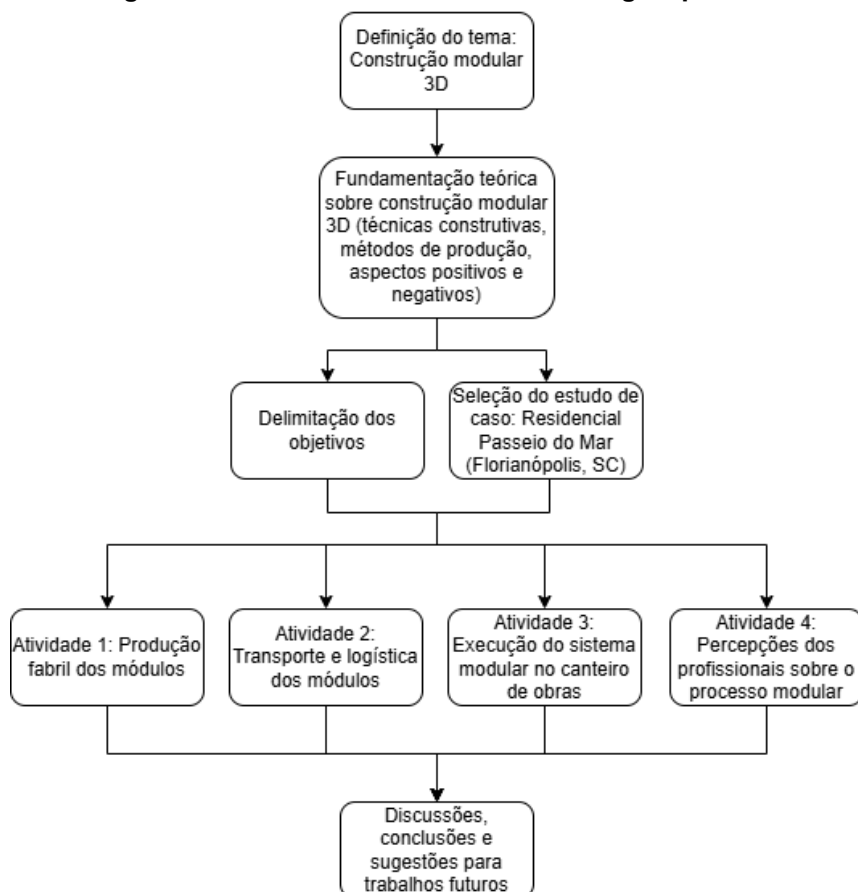 Definição do tema:
Construção modular
3D
Fundamentação teórica
sobre construção modular
3D (técnicas construtivas,
métodos de produção,
aspectos positivos e
negativos)
Delimitação dos
objetivos
Seleção do estudo de
caso: Residencial
Passeio do Mar
(Florianópolis, SC)
Atividade 1: Produção
fabril dos módulos
Atividade 2:
Transporte e logística
dos módulos
Atividade 3:
Execução do sistema
modular no canteiro
de obras
Atividade 4:
Percepções dos
profissionais sobre o
processo modular
Discussões,
conclusões e
sugestões para
trabalhos futuros